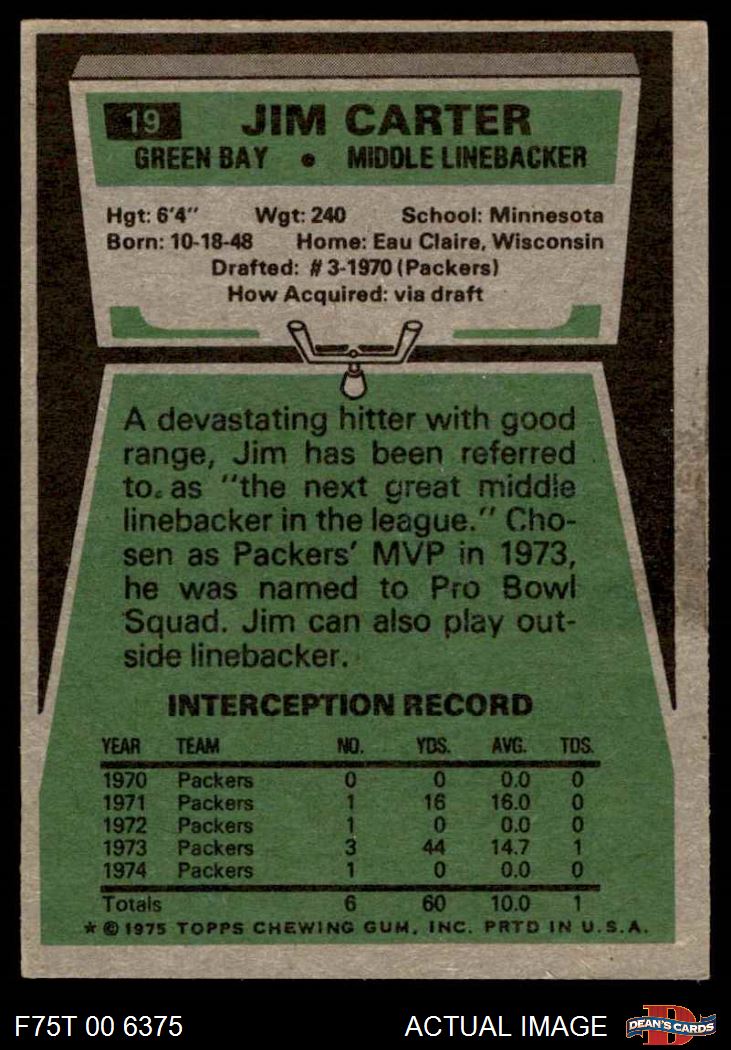 19 JIM CARTER
GREEN BAY • MIDDLE LINEBACKER
Hgt: 6'4" Wgt: 240 School: Minnesota
Born: 10-18-48 Home: Eau Claire, Wisconsin
Drafted: #3-1970 (Packers)
How Acquired: via draft
A devastating hitter with good
range, Jim has been referred
to as "the next great middle
linebacker in the league." Cho-
sen as Packers' MVP in 1973,
he was named to Pro Bowl
Squad. Jim can also play out-
side linebacker.
INTERCEPTION RECORD
YEAR TEAM NO. YDS. AVG. TDS.
1970 Packers 0 0 0.0 0
1971 Packers 1 16 16.0 0
1972 Packers 1 0 0.0 0
1973 Packers 3 44 14.7 1
1974 Packers 1 0 0.0 0
Totals 6 60 10.0 1
* © 1975 TOPPS CHEWING GUM, INC. PRTD IN U.S.A.
F75T 00 6375 ACTUAL IMAGE DEAN'S CARDS